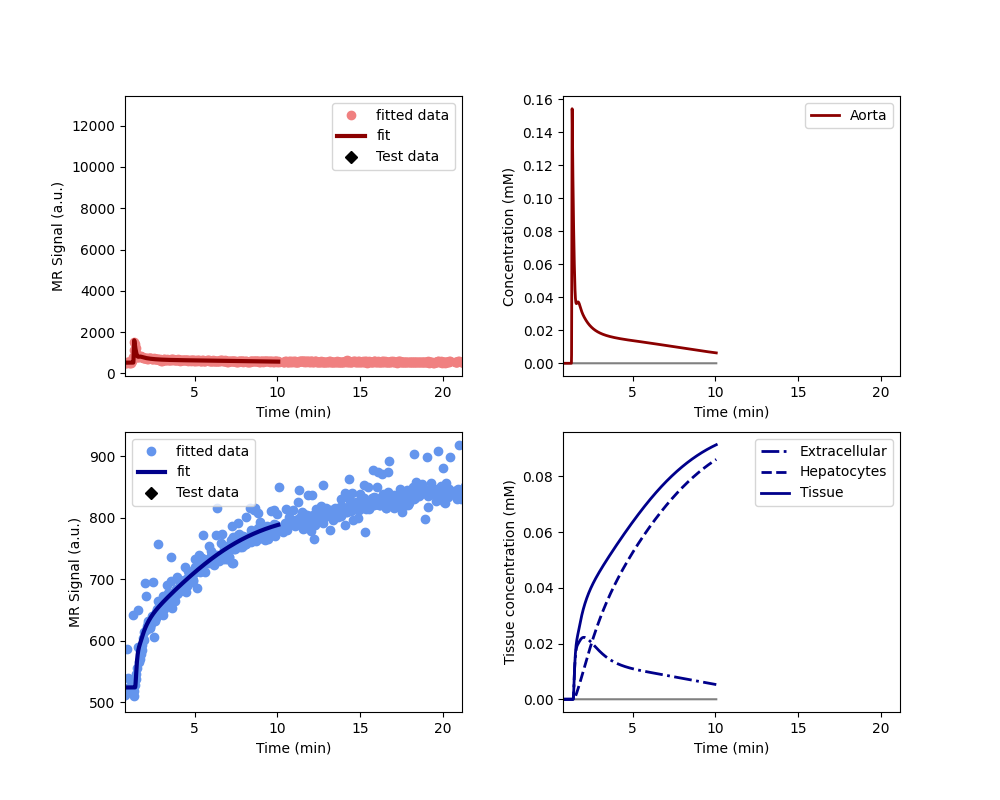 12000
10000
8000
6000
4000
2000
0
MR Signal (a.u.)
5
10
15
20
Time (min)
fitted data
fit
Test data
0.16
0.14
0.12
0.10
0.08
0.06
0.04
0.02
0.00
Concentration (mM)
5
10
15
20
Time (min)
Aorta
900
800
700
600
500
MR Signal (a.u.)
5
10
15
20
Time (min)
fitted data
fit
Test data
0.08
0.06
0.04
0.02
0.00
Tissue concentration (mM)
5
10
15
20
Time (min)
Extracellular
Hepatocytes
Tissue